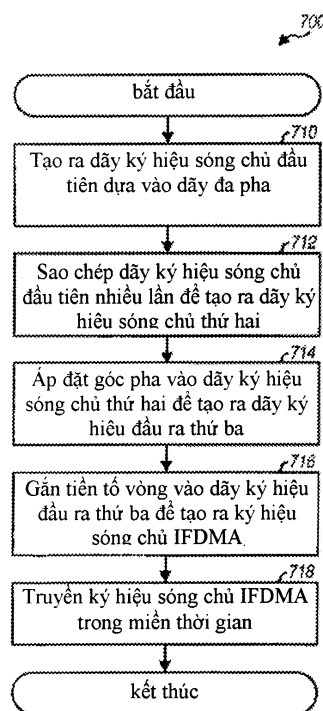 700
bắt đầu
710
Tạo ra dãy ký hiệu sóng chủ đầu
tiên dựa vào dãy đa pha
712
Sao chép dãy ký hiệu sóng chủ
đầu tiên nhiều lần để tạo ra dãy ký
hiệu sóng chủ thứ hai
714
Áp đặt góc pha vào dãy ký hiệu
sóng chủ thứ hai để tạo ra dãy ký
hiệu đầu ra thứ ba
716
Gắn tiền tố vòng vào dãy ký hiệu
đầu ra thứ ba để tạo ra ký hiệu
sóng chủ IFDMA
718
Truyền ký hiệu sóng chủ IFDMA
trong miền thời gian
kết thúc